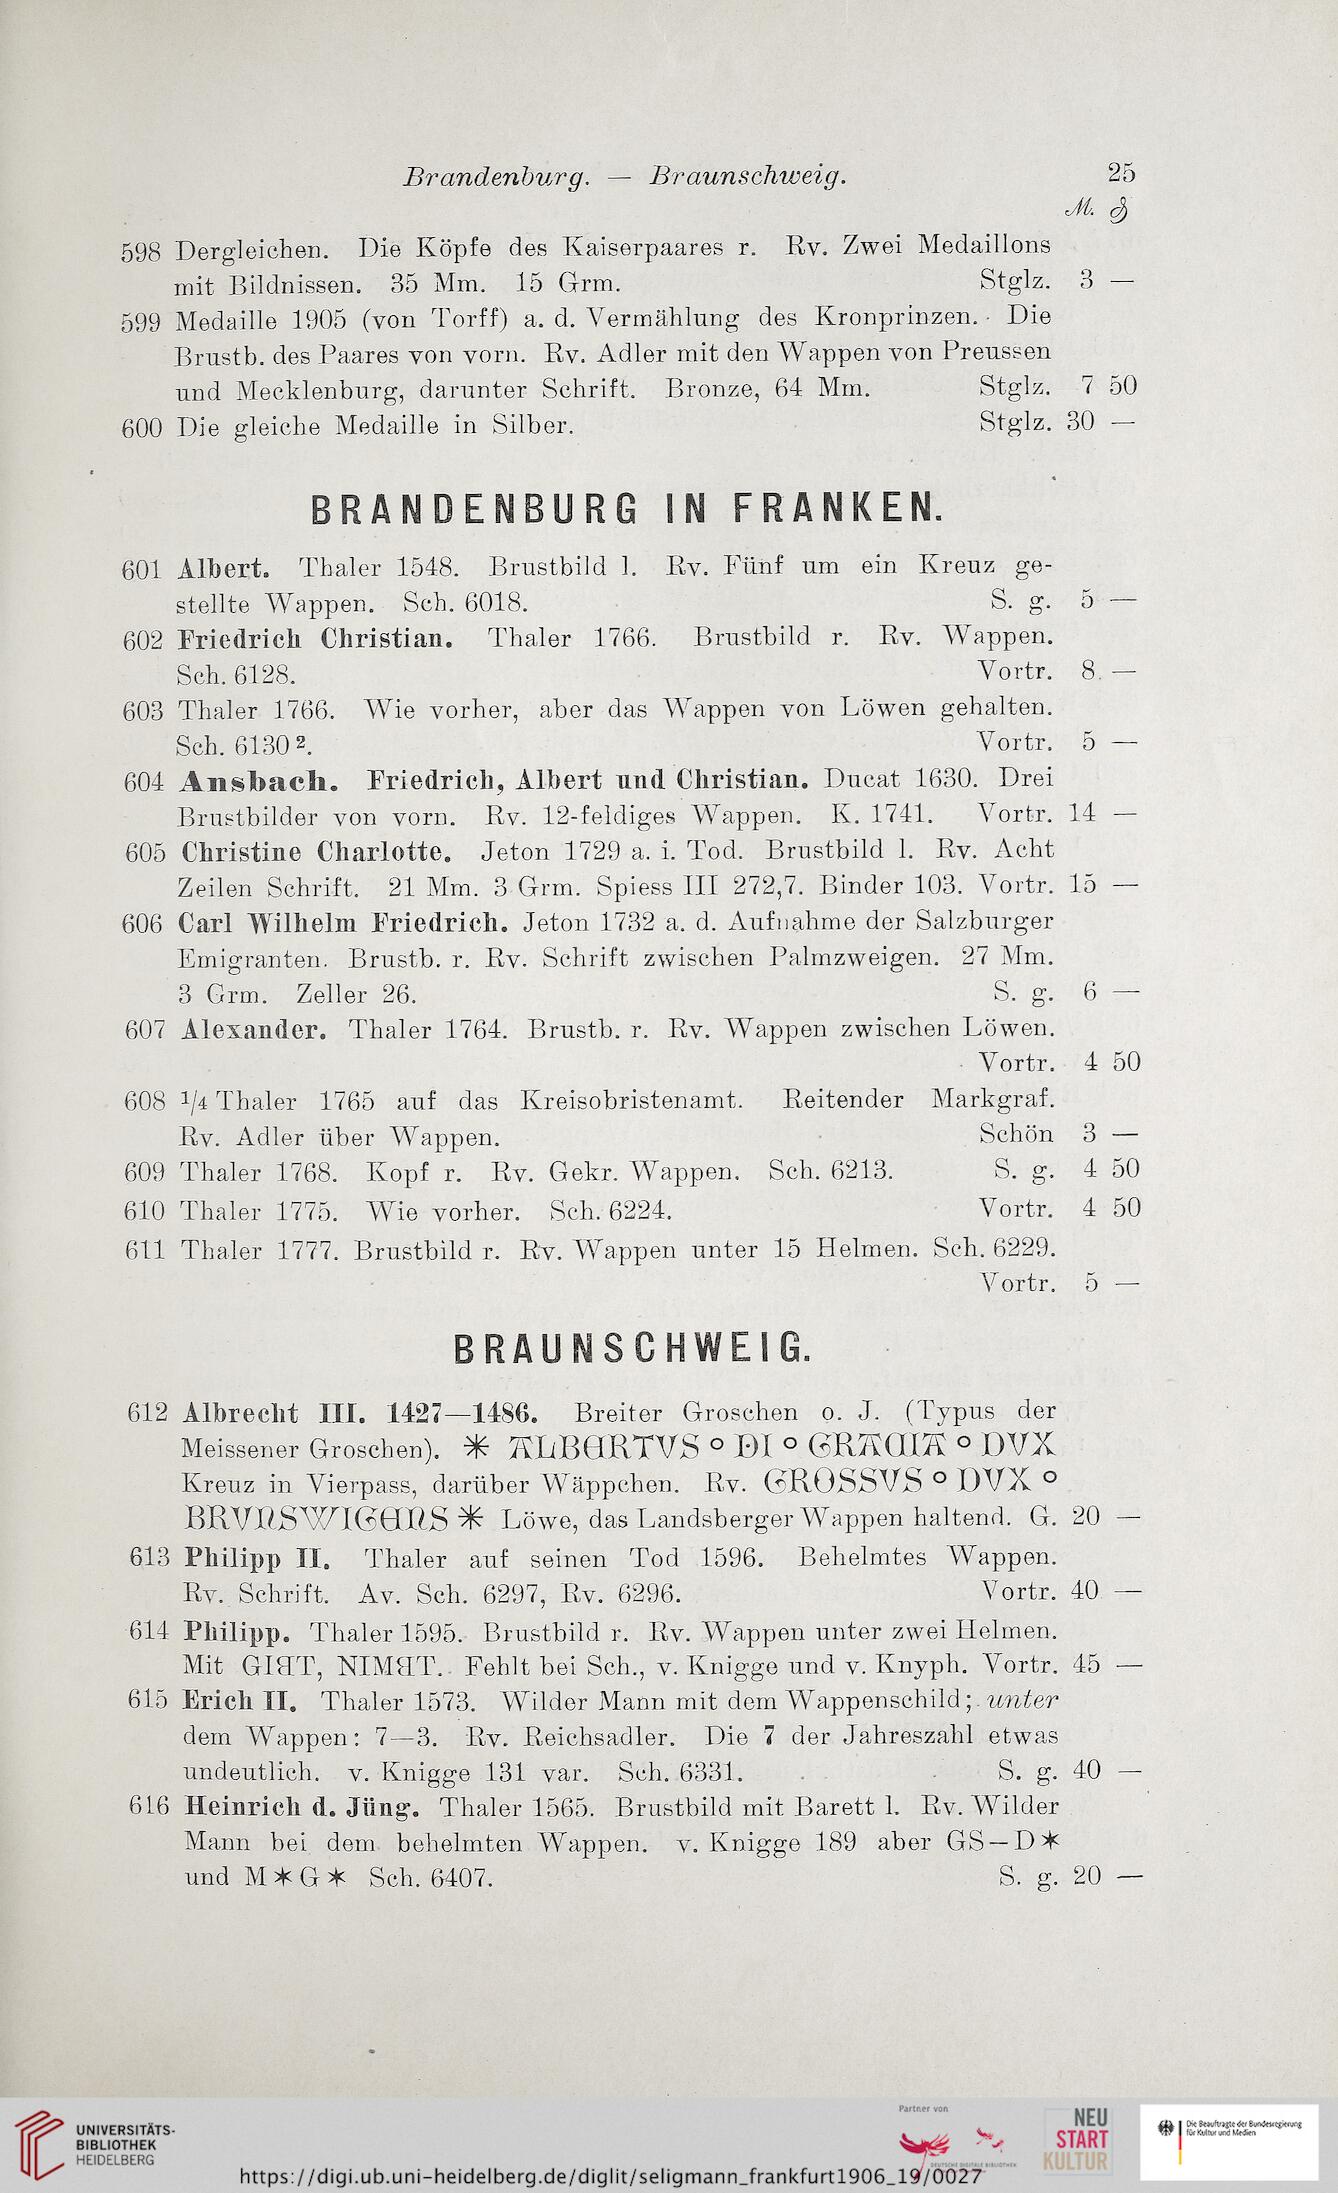 Brandenburg. — Braunschweig. 25
ℳ ₰
598 Dergleichen. Die Köpfe des Kaiserpaares r. Rv. Zwei Medaillons
mit Bildnissen. 35 Mm. 15 Grm. Stglz. 3 —
599 Medaille 1905 (von Torff) a. d. Vermählung des Kronprinzen. Die
Brustb. des Paares von vorn. Rv. Adler mit den Wappen von Preussen
und Mecklenburg, darunter Schrift. Bronze, 64 Mm. Stglz. 7 50
600 Die gleiche Medaille in Silber. Stglz. 30 —
BRANDENBURG IN FRANKEN.
601 Albert. Thaler 1548. Brustbild l. Rv. Fünf um ein Kreuz ge-
stellte Wappen. Sch. 6018. S. g. 5 —
602 Friedrich Christian. Thaler 1766. Brustbild r. Rv. Wappen.
Sch. 6128. Vortr. 8 —
603 Thaler 1766. Wie vorher, aber das Wappen von Löwen gehalten.
Sch. 6130². Vortr. 5 —
604 Ansbach. Friedrich, Albert und Christian. Ducat 1630. Drei
Brustbilder von vorn. Rv. 12-feldiges Wappen. K. 1741. Vortr. 14 —
605 Christine Charlotte. Jeton 1729 a. i. Tod. Brustbild l. Rv. Acht
Zeilen Schrift. 21 Mm. 3 Grm. Spiess III 272,7. Binder 103. Vortr. 15 —
606 Carl Wilhelm Friedrich. Jeton 1732 a. d. Aufnahme der Salzburger
Emigranten. Brustb. r. Rv. Schrift zwischen Palmzweigen. 27 Mm.
3 Grm. Zeller 26. S. g. 6 —
607 Alexander. Thaler 1764. Brustb. r. Rv. Wappen zwischen Löwen.
Vortr. 4 50
608 ¹/₄ Thaler 1765 auf das Kreisobristenamt. Reitender Markgraf.
Rv. Adler über Wappen. Schön 3 —
609 Thaler 1768. Kopf r. Rv. Gekr. Wappen. Sch. 6213. S. g. 4 50
610 Thaler 1775. Wie vorher. Sch. 6224. Vortr. 4 50
611 Thaler 1777. Brustbild r. Rv. Wappen unter 15 Helmen. Sch. 6229.
Vortr. 5 —
BRAUNSCHWEIG.
612 Albrecht III. 1427—1486. Breiter Groschen o. J. (Typus der
Meissener Groschen). ✻ ALBERTVS ° DI ° GRACIA ° DVX
Kreuz in Vierpass, darüber Wäppchen. Rv. GROSSVS ° DVX °
BRVNSWIGENS ✻ Löwe, das Landsberger Wappen haltend. G. 20 —
613 Philipp II. Thaler auf seinen Tod 1596. Behelmtes Wappen.
Rv. Schrift. Av. Sch. 6297, Rv. 6296. Vortr. 40 —
614 Philipp. Thaler 1595. Brustbild r. Rv. Wappen unter zwei Helmen.
Mit GIET, NIMET. Fehlt bei Sch., v. Knigge und v. Knyph. Vortr. 45 —
615 Erich II. Thaler 1573. Wilder Mann mit dem Wappenschild; unter
dem Wappen: 7—3. Rv. Reichsadler. Die 7 der Jahreszahl etwas
undeutlich. v. Knigge 131 var. Sch. 6331. S. g. 40 —
616 Heinrich d. Jüng. Thaler 1565. Brustbild mit Barett l. Rv. Wilder
Mann bei dem behelmten Wappen. v. Knigge 189 aber GS—D✶
und M✶G✶ Sch. 6407. S. g. 20 —
UNIVERSITÄTS-
BIBLIOTHEK
HEIDELBERG
https://digi.ub.uni-heidelberg.de/diglit/seligmann_frankfurt1906_19/0027
Partner von
DEUTSCHE DIGITALE BIBLIOTHEK
NEU
START
KULTUR
Die Beauftragte der Bundesregierung
für Kultur und Medien